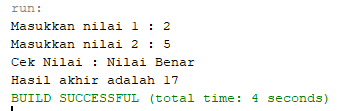 run:
Masukkan nilai 1 : 2
Masukkan nilai 2 : 5
Cek Nilai : Nilai Benar
Hasil akhir adalah 17
BUILD SUCCESSFUL (total time: 4 seconds)